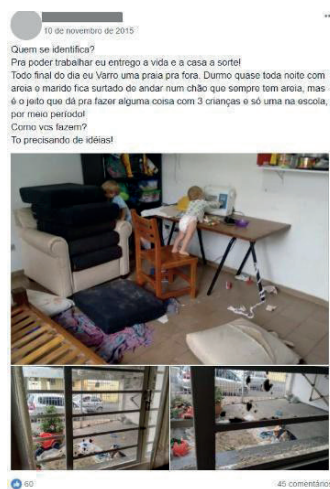 10 de novembro de 2015
Quem se identifica?
Pra poder trabalhar eu entrego a vida e a casa a sorte!
Todo final do dia eu Varro uma praia pra fora. Durmo quase toda noite com
areia e marido fica surtado de andar num chão que sempre tem areia, mas
é o jeito que dá pra fazer alguma coisa com 3 crianças e só uma na escola,
por meio período!
Como vcs fazem?
To precisando de idéias!
60
45 comentários